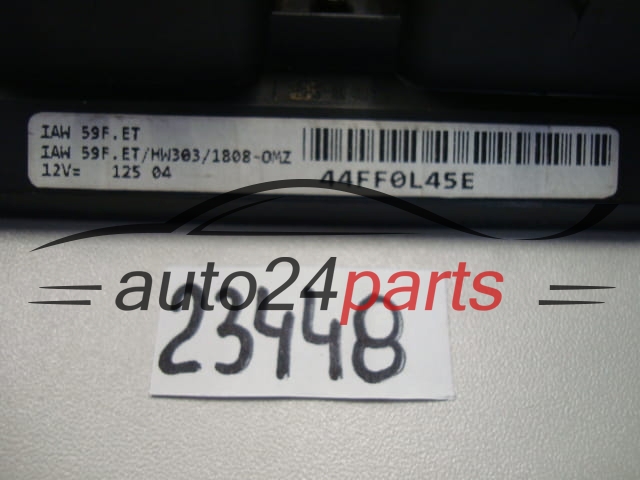 IAW 59F.ET
IAW 59F.ET/HW303/1808-OMZ
12V=   125 04
44FF0L45E
auto24parts
23448